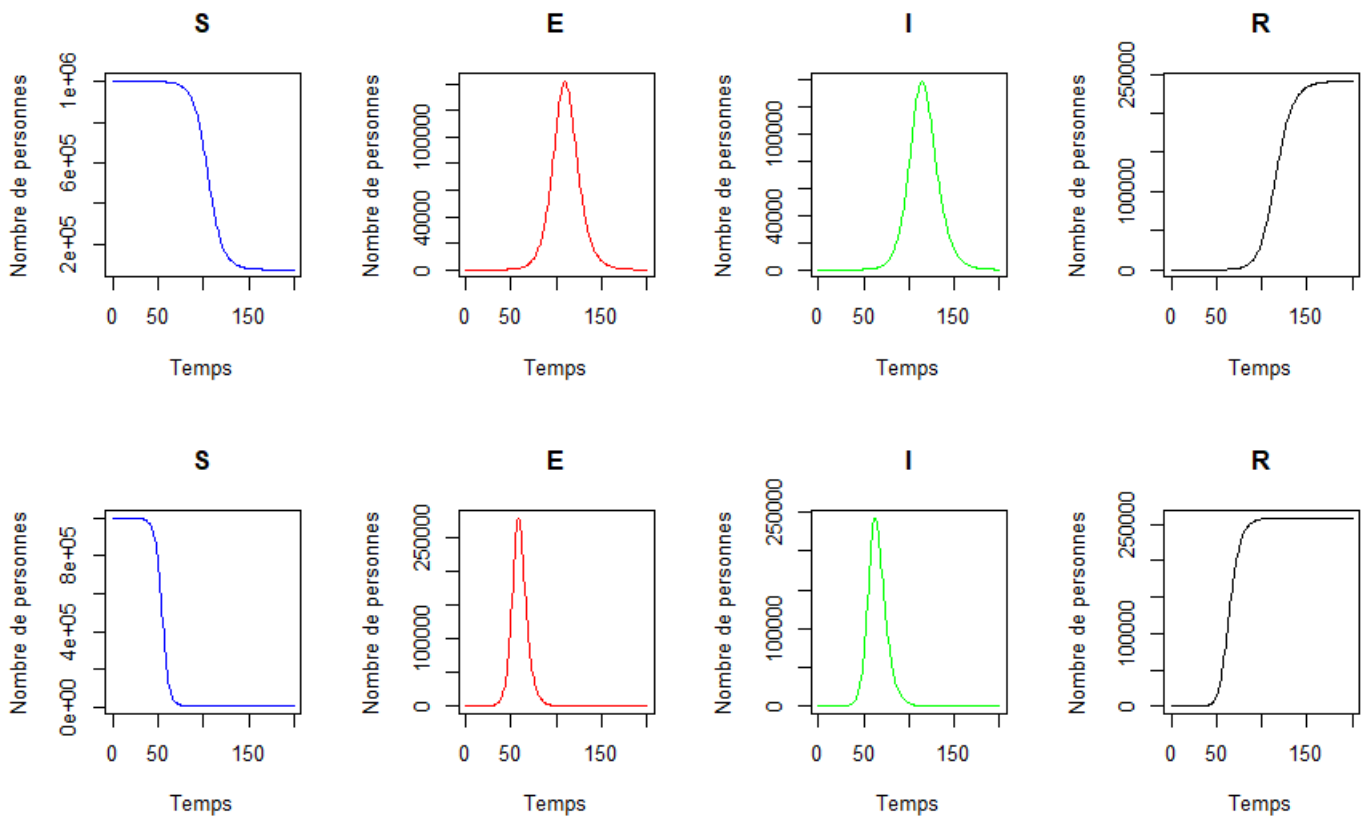 S E I R
Nombre de personnes Nombre de personnes Nombre de personnes Nombre de personnes
2e+05 6e+05 1e+06
0 40000 100000
0 40000 100000
0 100000 250000
0 50 150 0 50 150 0 50 150 0 50 150
Temps Temps Temps Temps
S E I R
Nombre de personnes Nombre de personnes Nombre de personnes Nombre de personnes
0e+00 4e+05 8e+05
0 100000 250000
0 100000 250000
0 100000 250000
0 50 150 0 50 150 0 50 150 0 50 150
Temps Temps Temps Temps